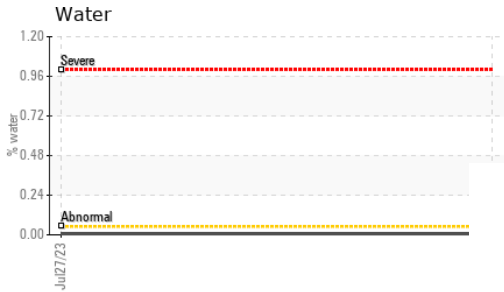 Water
1.20
Severe
0.96
0.72
% water
0.48
0.24
Abnormal
0.00
Jul27/23